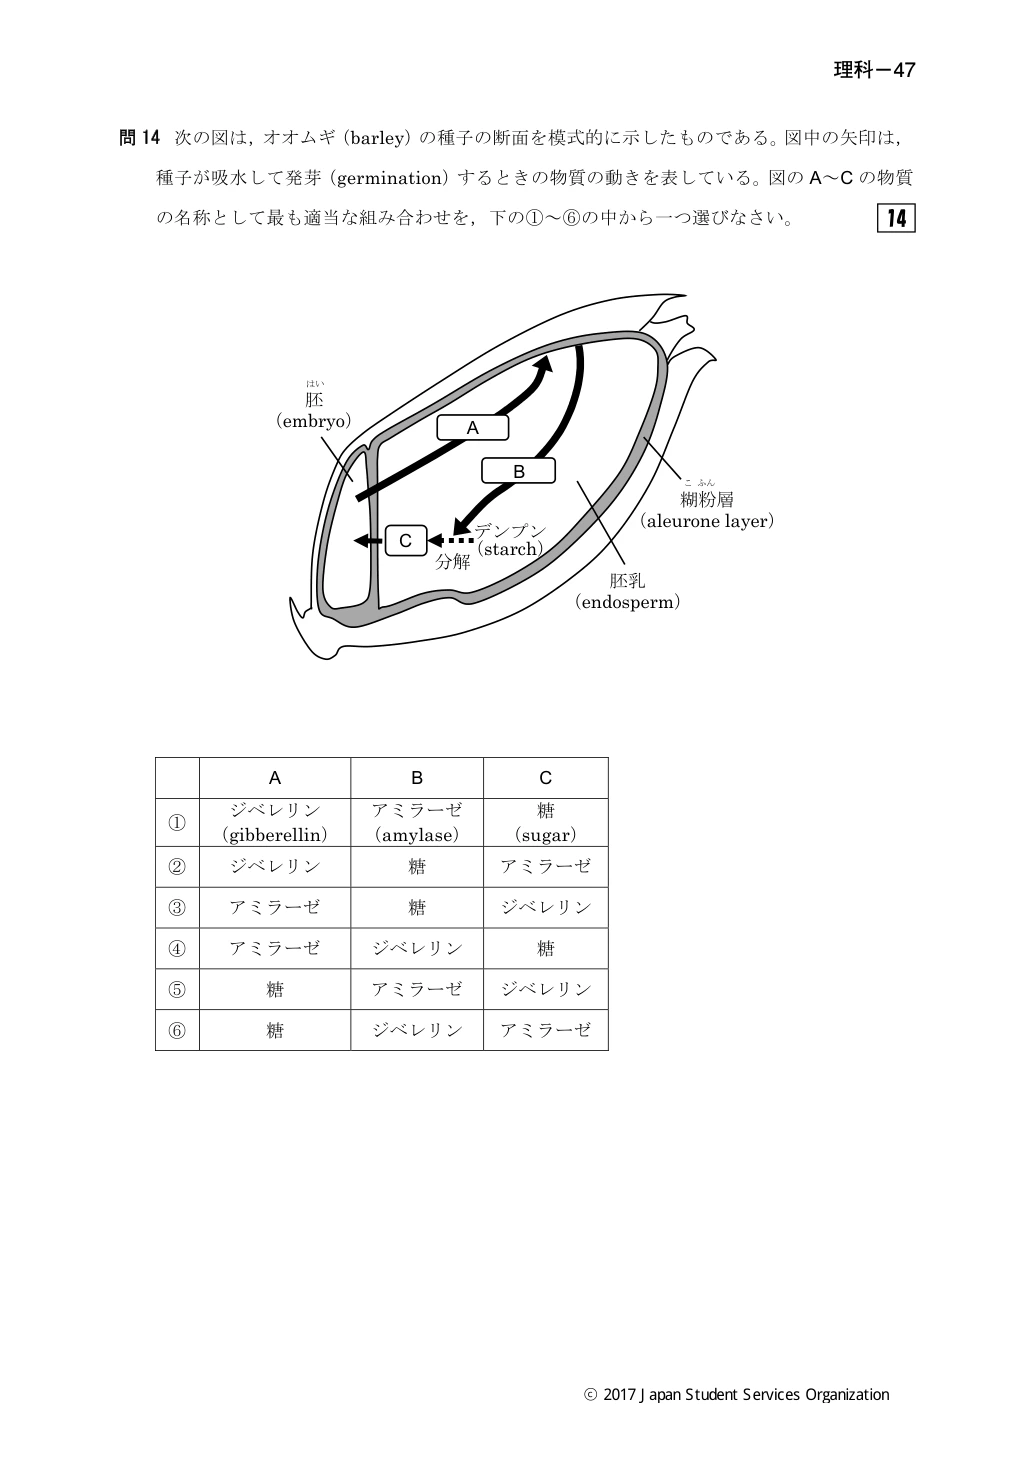 理科－47
問 14 次の図は，オオムギ（barley）の種子の断面を模式的に示したものである。図中の矢印は，
種子が吸水して発芽（germination）するときの物質の動きを表している。図の A～C の物質
の名称として最も適当な組み合わせを，下の①～⑥の中から一つ選びなさい。 14
はい
胚
（embryo）
A
B
こ ふん
糊粉層
（aleurone layer）
C
デンプン
（starch）
分解
胚乳
（endosperm）
A B C
① ジベレリン（gibberellin） アミラーゼ（amylase） 糖（sugar）
② ジベレリン 糖 アミラーゼ
③ アミラーゼ 糖 ジベレリン
④ アミラーゼ ジベレリン 糖
⑤ 糖 アミラーゼ ジベレリン
⑥ 糖 ジベレリン アミラーゼ
© 2017 Japan Student Services Organization